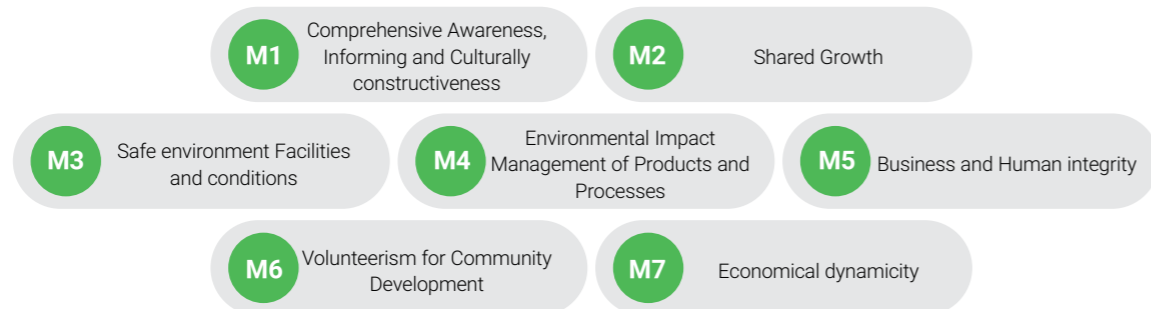 M1
Comprehensive Awareness,
Informing and Culturally
constructiveness
M2
Shared Growth
M3
Safe environment Facilities
and conditions
M4
Environmental Impact
Management of Products and
Processes
M5
Business and Human integrity
M6
Volunteerism for Community
Development
M7
Economical dynamicity